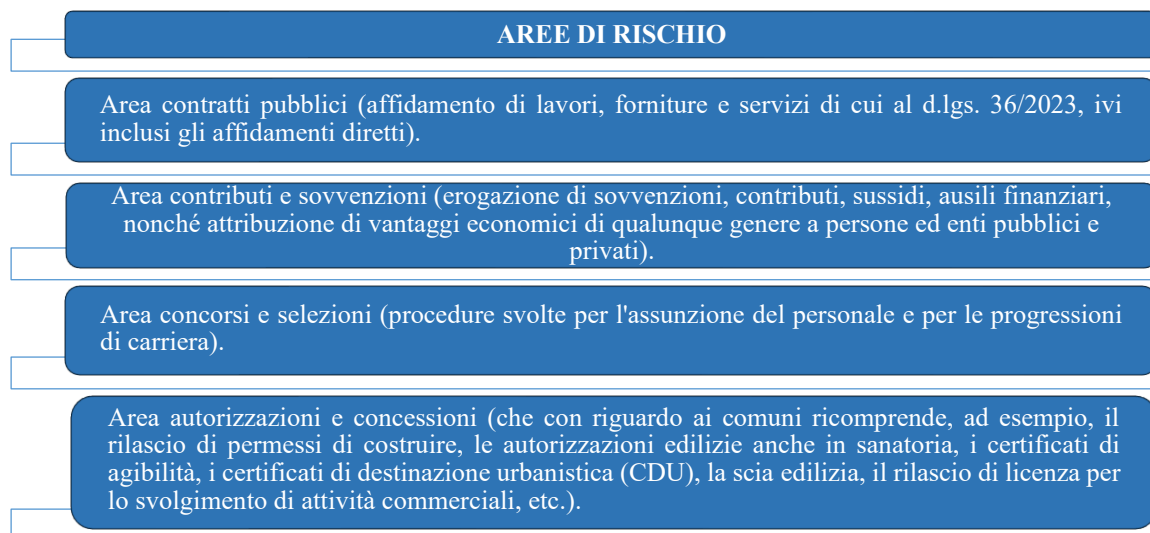 AREE DI RISCHIO
Area contratti pubblici (affidamento di lavori, forniture e servizi di cui al d.lgs. 36/2023, ivi
inclusi gli affidamenti diretti).
Area contributi e sovvenzioni (erogazione di sovvenzioni, contributi, sussidi, ausili finanziari,
nonché attribuzione di vantaggi economici di qualunque genere a persone ed enti pubblici e
privati).
Area concorsi e selezioni (procedure svolte per l'assunzione del personale e per le progressioni
di carriera).
Area autorizzazioni e concessioni (che con riguardo ai comuni ricomprende, ad esempio, il
rilascio di permessi di costruire, le autorizzazioni edilizie anche in sanatoria, i certificati di
agibilità, i certificati di destinazione urbanistica (CDU), la scia edilizia, il rilascio di licenza per
lo svolgimento di attività commerciali, etc.).